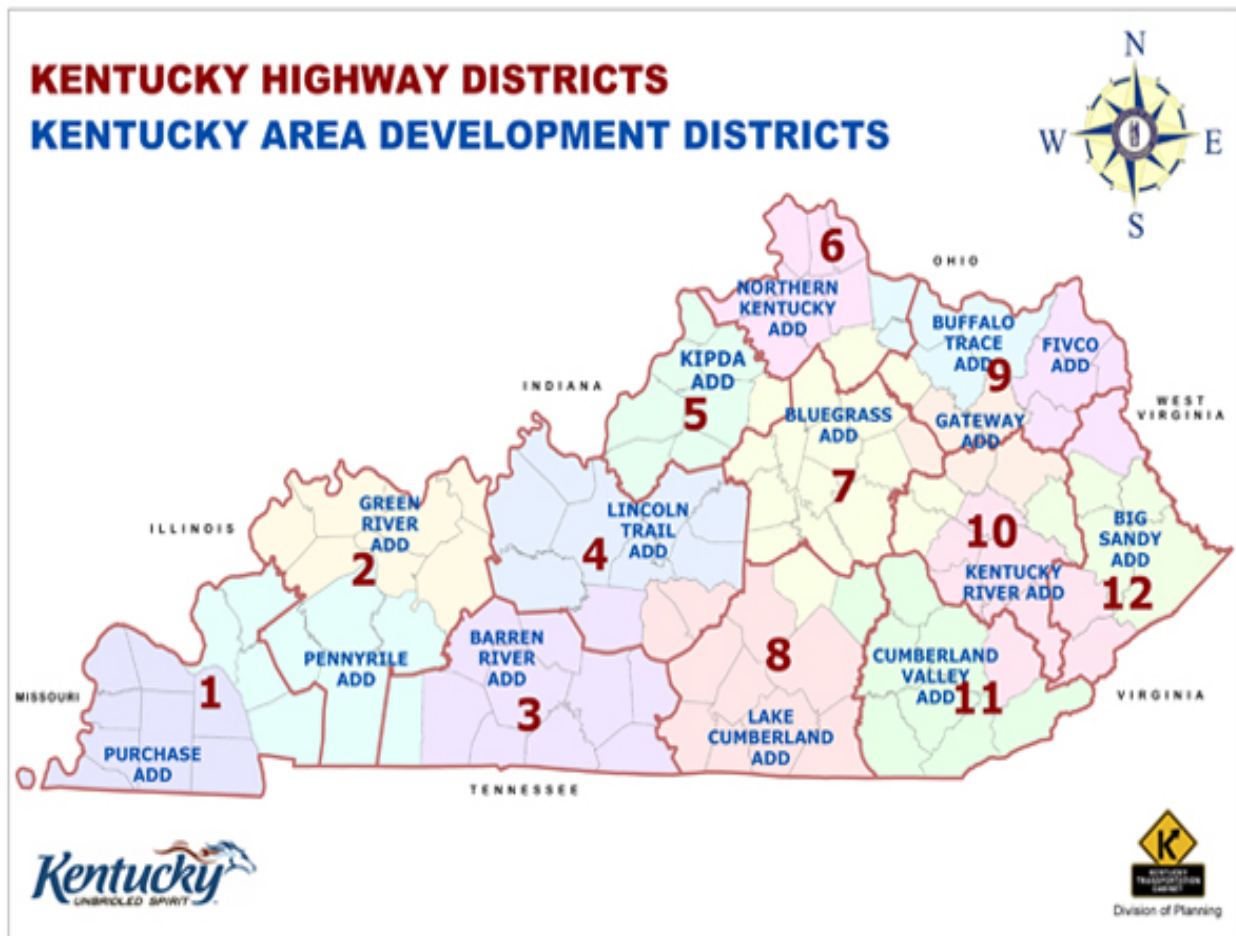 KENTUCKY HIGHWAY DISTRICTS
KENTUCKY AREA DEVELOPMENT DISTRICTS
N
W
E
S
6
OHIO
NORTHERN
KENTUCKY
ADD
BUFFALO
TRACE
ADD
9
FIVCO
ADD
KIPDA
ADD
5
INDIANA
WEST
VIRGINIA
BLUEGRASS
ADD
7
GATEWAY
ADD
GREEN
RIVER
ADD
2
ILLINOIS
LINCOLN
TRAIL
ADD
4
10
KENTUCKY
RIVER ADD
BIG
SANDY
ADD
12
BARREN
RIVER
ADD
3
PENNYRILE
ADD
8
CUMBERLAND
VALLEY
ADD
11
MISSOURI
1
VIRGINIA
PURCHASE
ADD
LAKE
CUMBERLAND
ADD
TENNESSEE
Kentucky
UNBRIDLED SPIRIT
K
KENTUCKY
TRANSPORTATION
CABINET
Division of Planning